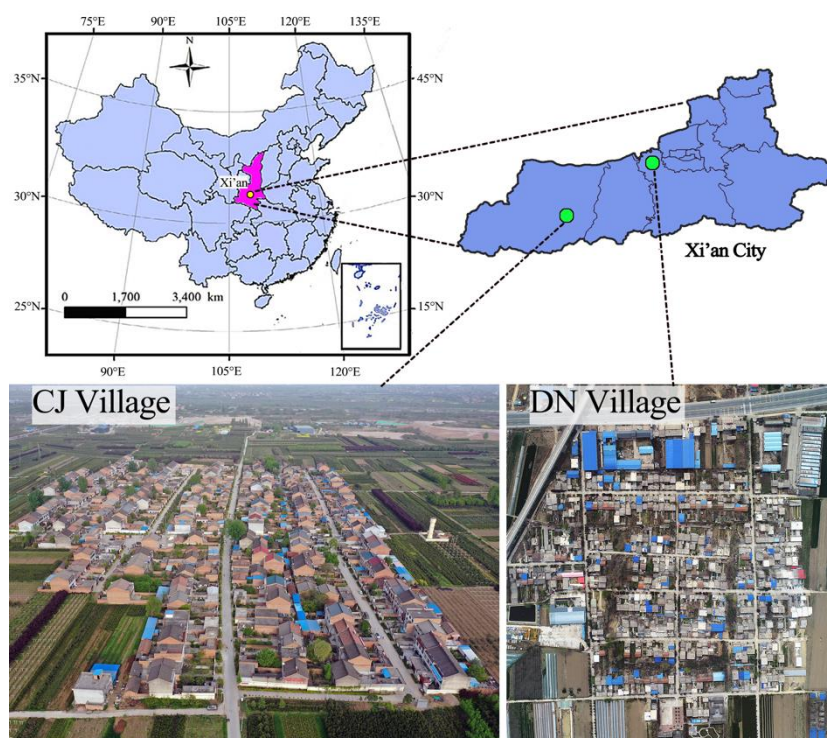 75°E 90°E 105°E 120°E 135°E
N
35°N 45°N
Xi'an
30°N 30°N
Xi'an City
25°N 15°N
0 1,700 3,400 km
90°E 105°E 120°E
CJ Village
DN Village